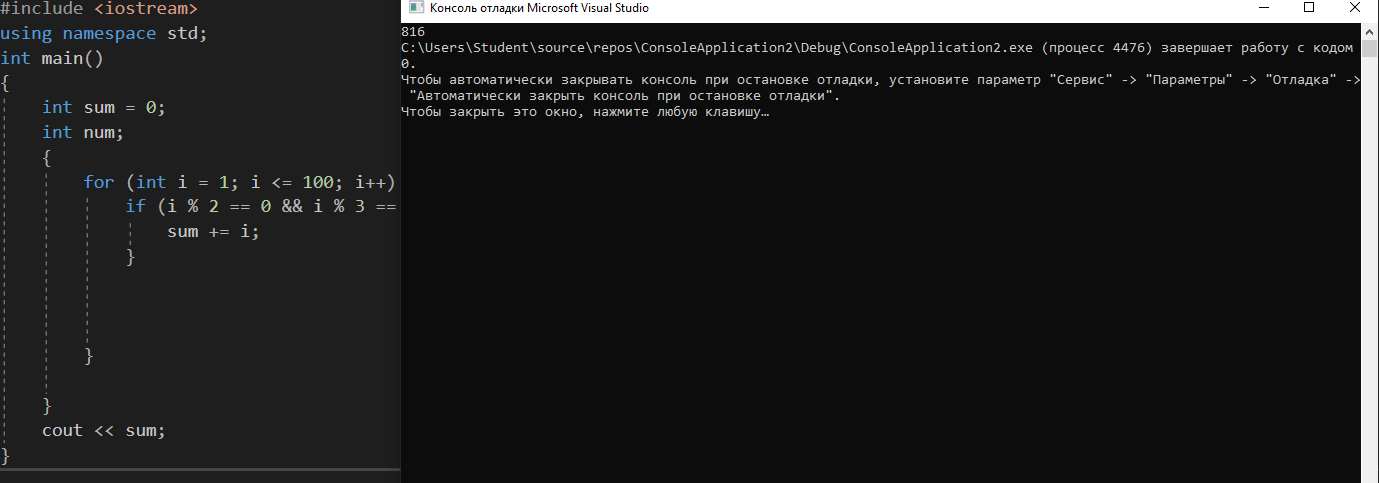 #include <iostream>
using namespace std;
int main()
{
int sum = 0;
int num;
{
for (int i = 1; i <= 100; i++)
if (i % 2 == 0 && i % 3 ==
sum += i;
}
}
}
cout << sum;
}
Консоль отладки Microsoft Visual Studio
816
C:\Users\Student\source\repos\ConsoleApplication2\Debug\ConsoleApplication2.exe (процесс 4476) завершает работу с кодом
0.
Чтобы автоматически закрывать консоль при остановке отладки, установите параметр "Сервис" -> "Параметры" -> "Отладка" ->
"Автоматически закрыть консоль при остановке отладки".
Чтобы закрыть это окно, нажмите любую клавишу…